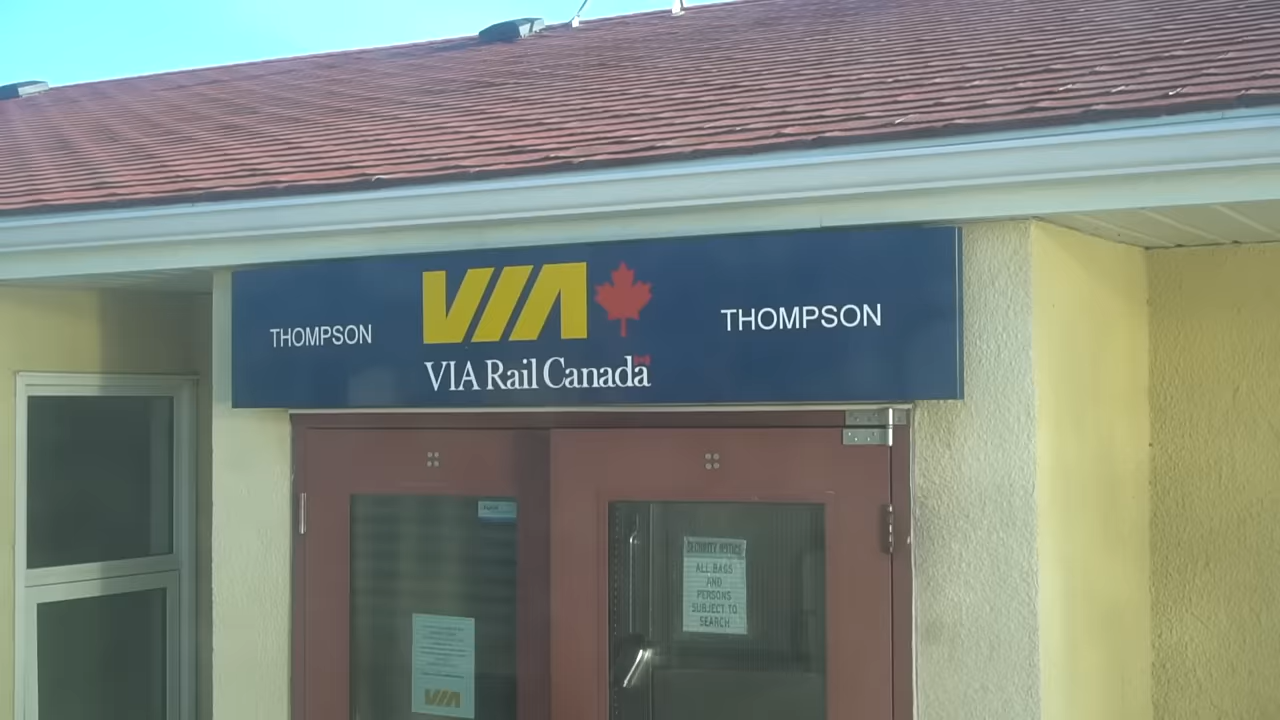 THOMPSON
VIA
VIA Rail Canada
THOMPSON
SECURITY NOTICE
ALL BAGS
AND
PERSONS
SUBJECT TO
SEARCH
VIA